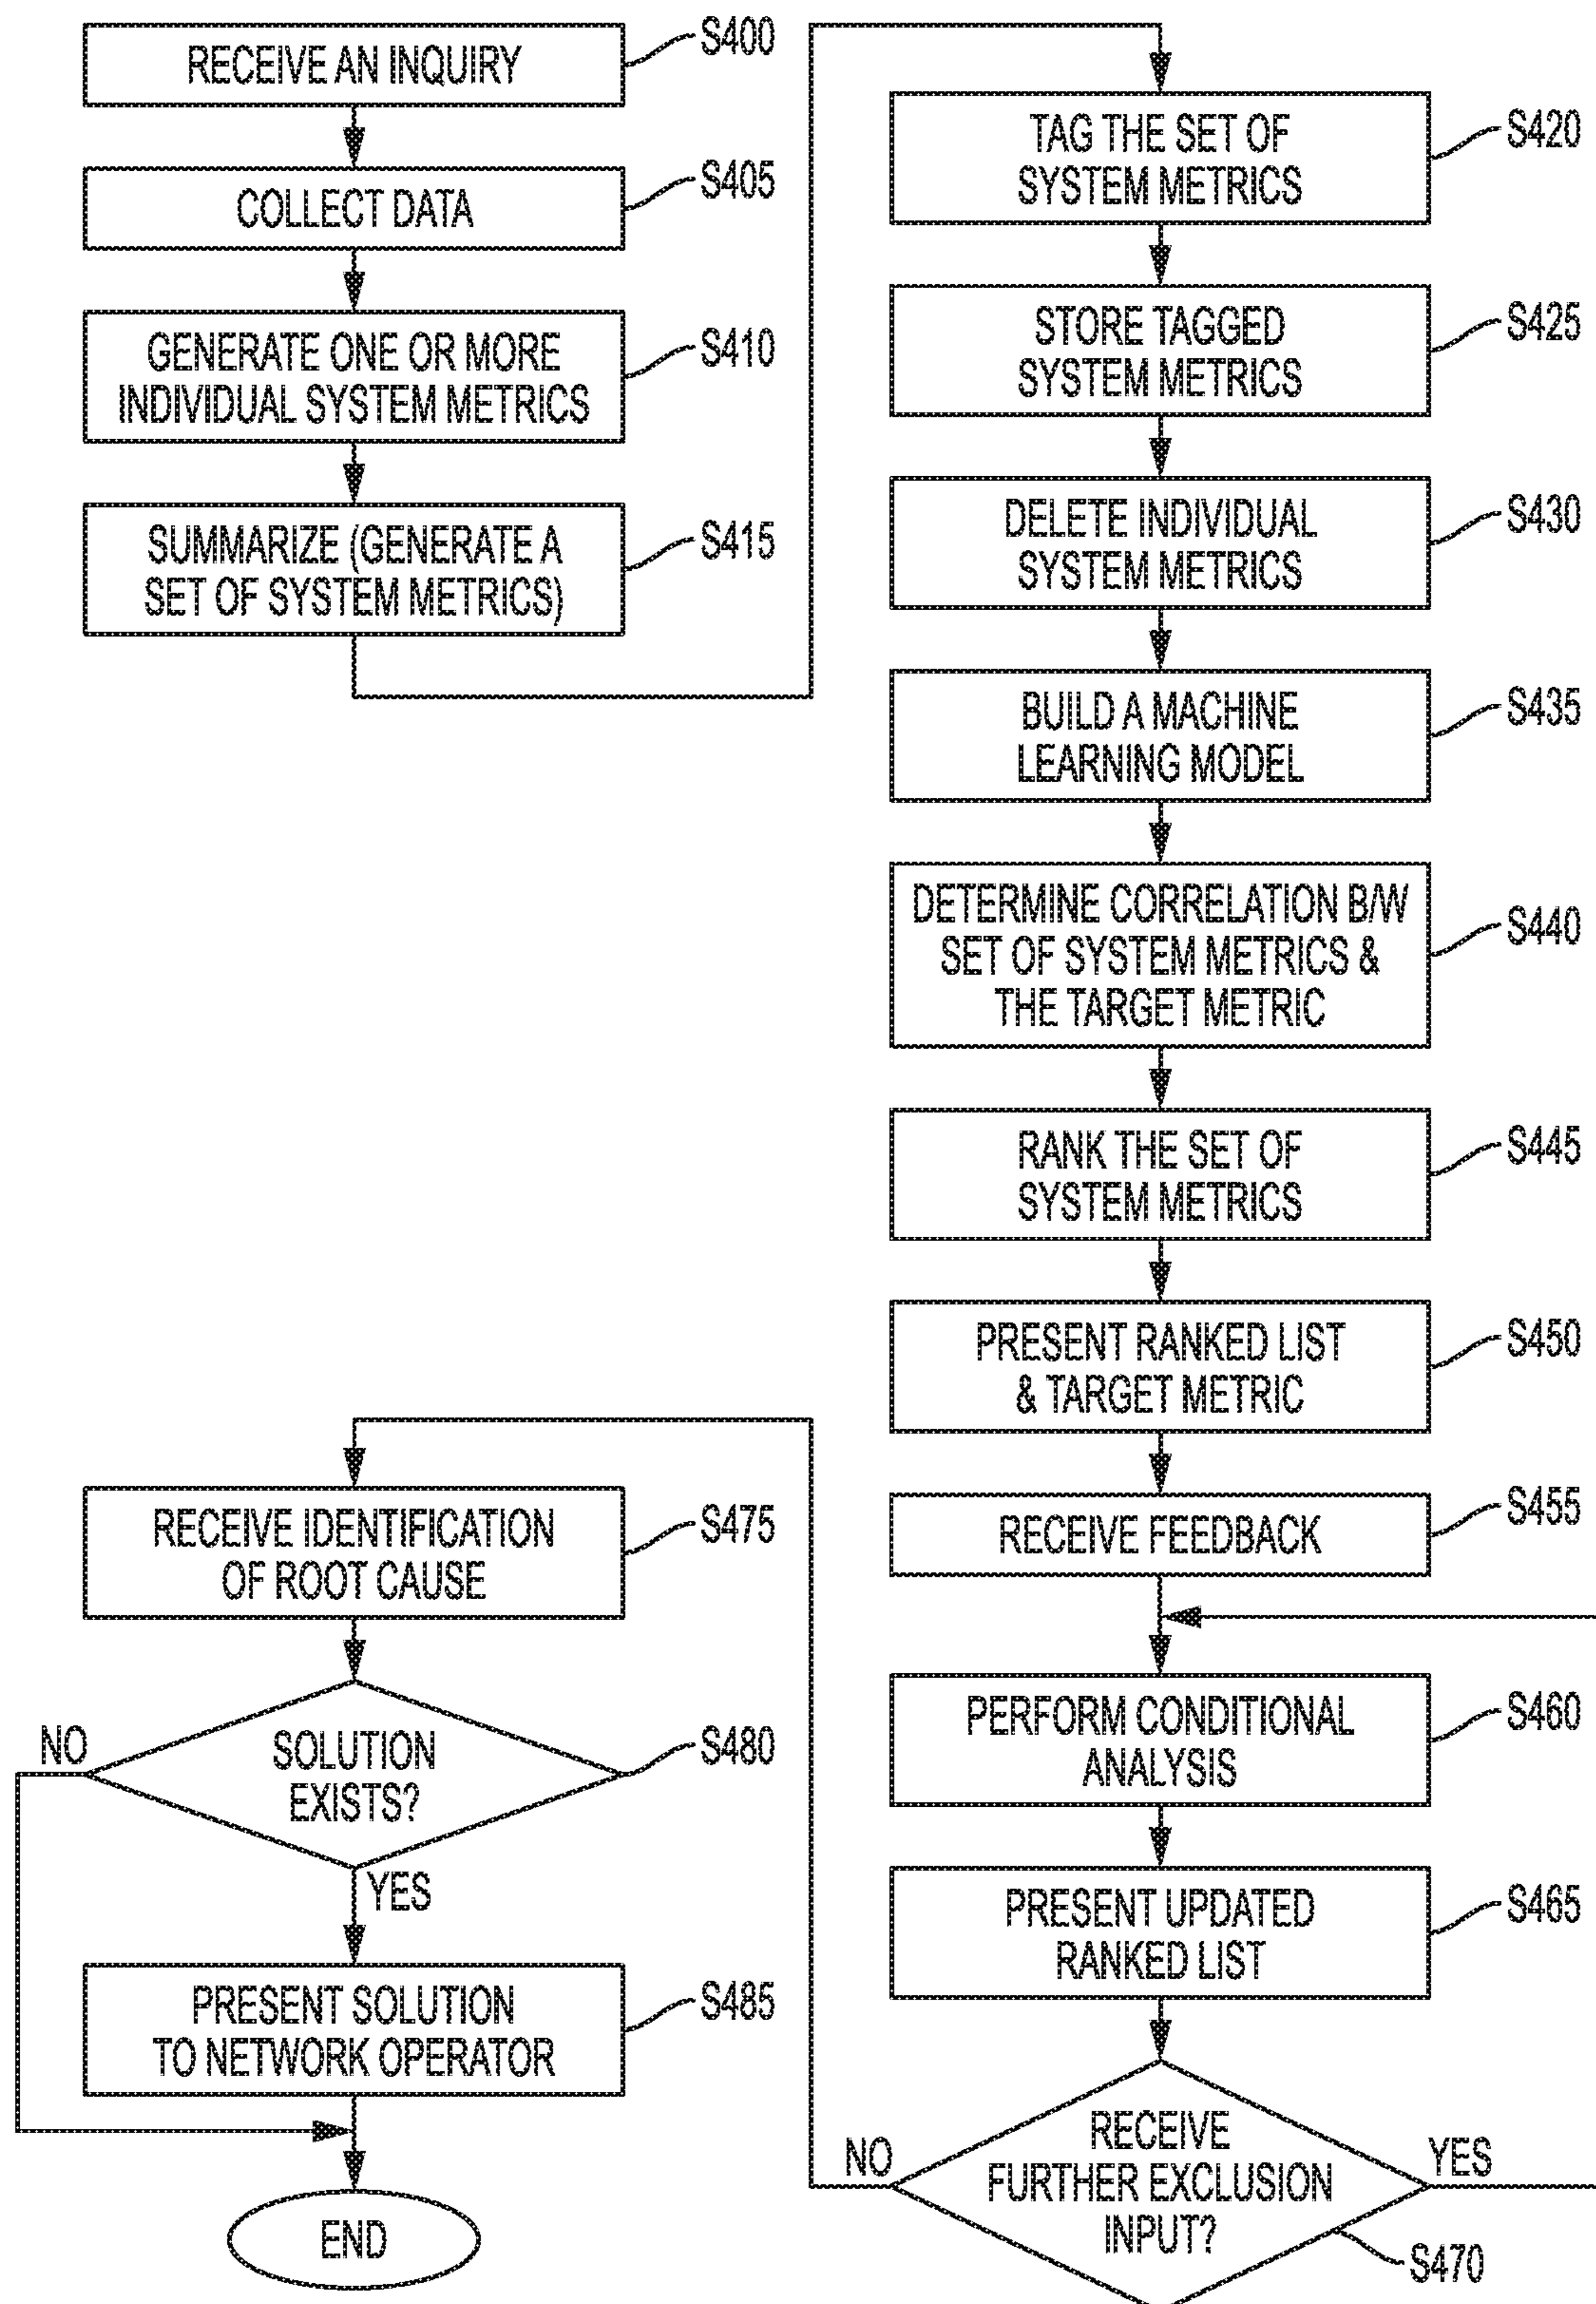 RECEIVE AN INQUIRY
S400
COLLECT DATA
S405
GENERATE ONE OR MORE
INDIVIDUAL SYSTEM METRICS
S410
SUMMARIZE (GENERATE A
SET OF SYSTEM METRICS)
S415
TAG THE SET OF
SYSTEM METRICS
S420
STORE TAGGED
SYSTEM METRICS
S425
DELETE INDIVIDUAL
SYSTEM METRICS
S430
BUILD A MACHINE
LEARNING MODEL
S435
DETERMINE CORRELATION B/W
SET OF SYSTEM METRICS &
THE TARGET METRIC
S440
RANK THE SET OF
SYSTEM METRICS
S445
PRESENT RANKED LIST
& TARGET METRIC
S450
RECEIVE FEEDBACK
S455
PERFORM CONDITIONAL
ANALYSIS
S460
PRESENT UPDATED
RANKED LIST
S465
RECEIVE
FURTHER EXCLUSION
INPUT?
S470
YES
NO
RECEIVE IDENTIFICATION
OF ROOT CAUSE
S475
SOLUTION
EXISTS?
S480
NO
YES
PRESENT SOLUTION
TO NETWORK OPERATOR
S485
END